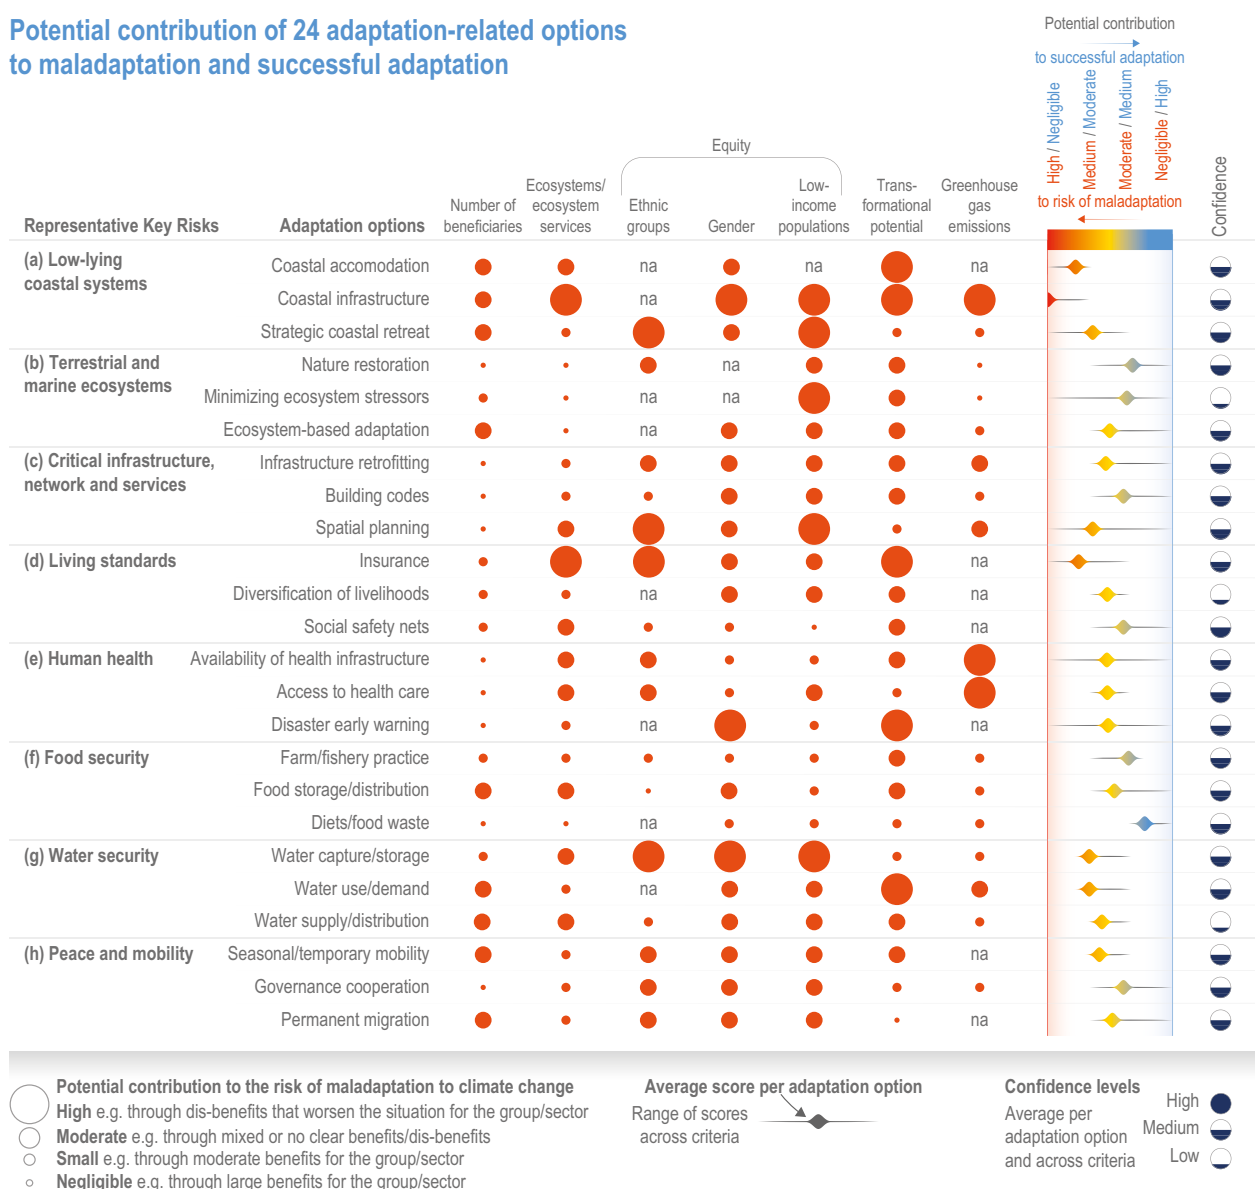 Potential contribution of 24 adaptation-related options
to maladaptation and successful adaptation
Potential contribution
to successful adaptation
High / Negligible
Medium / Moderate
Moderate / Medium
Negligible / High
to risk of maladaptation
Confidence
Equity
Representative Key Risks
Adaptation options
Number of
beneficiaries
Ecosystems/
ecosystem
services
Ethnic
groups
Gender
Low-
income
populations
Trans-
formational
potential
Greenhouse
gas
emissions
(a) Low-lying
coastal systems
Coastal accomodation na na na
Coastal infrastructure na
Strategic coastal retreat
(b) Terrestrial and
marine ecosystems
Nature restoration na
Minimizing ecosystem stressors na na
Ecosystem-based adaptation na
(c) Critical infrastructure,
network and services
Infrastructure retrofitting
Building codes
Spatial planning
(d) Living standards
Insurance na
Diversification of livelihoods na na
Social safety nets na
(e) Human health
Availability of health infrastructure
Access to health care
Disaster early warning na na
(f) Food security
Farm/fishery practice
Food storage/distribution
Diets/food waste na
(g) Water security
Water capture/storage
Water use/demand na
Water supply/distribution
(h) Peace and mobility
Seasonal/temporary mobility na
Governance cooperation
Permanent migration na
Potential contribution to the risk of maladaptation to climate change
High e.g. through dis-benefits that worsen the situation for the group/sector
Moderate e.g. through mixed or no clear benefits/dis-benefits
Small e.g. through moderate benefits for the group/sector
Negligible e.g. through large benefits for the group/sector
Average score per adaptation option
Range of scores
across criteria
Confidence levels
Average per
adaptation option
and across criteria
High
Medium
Low